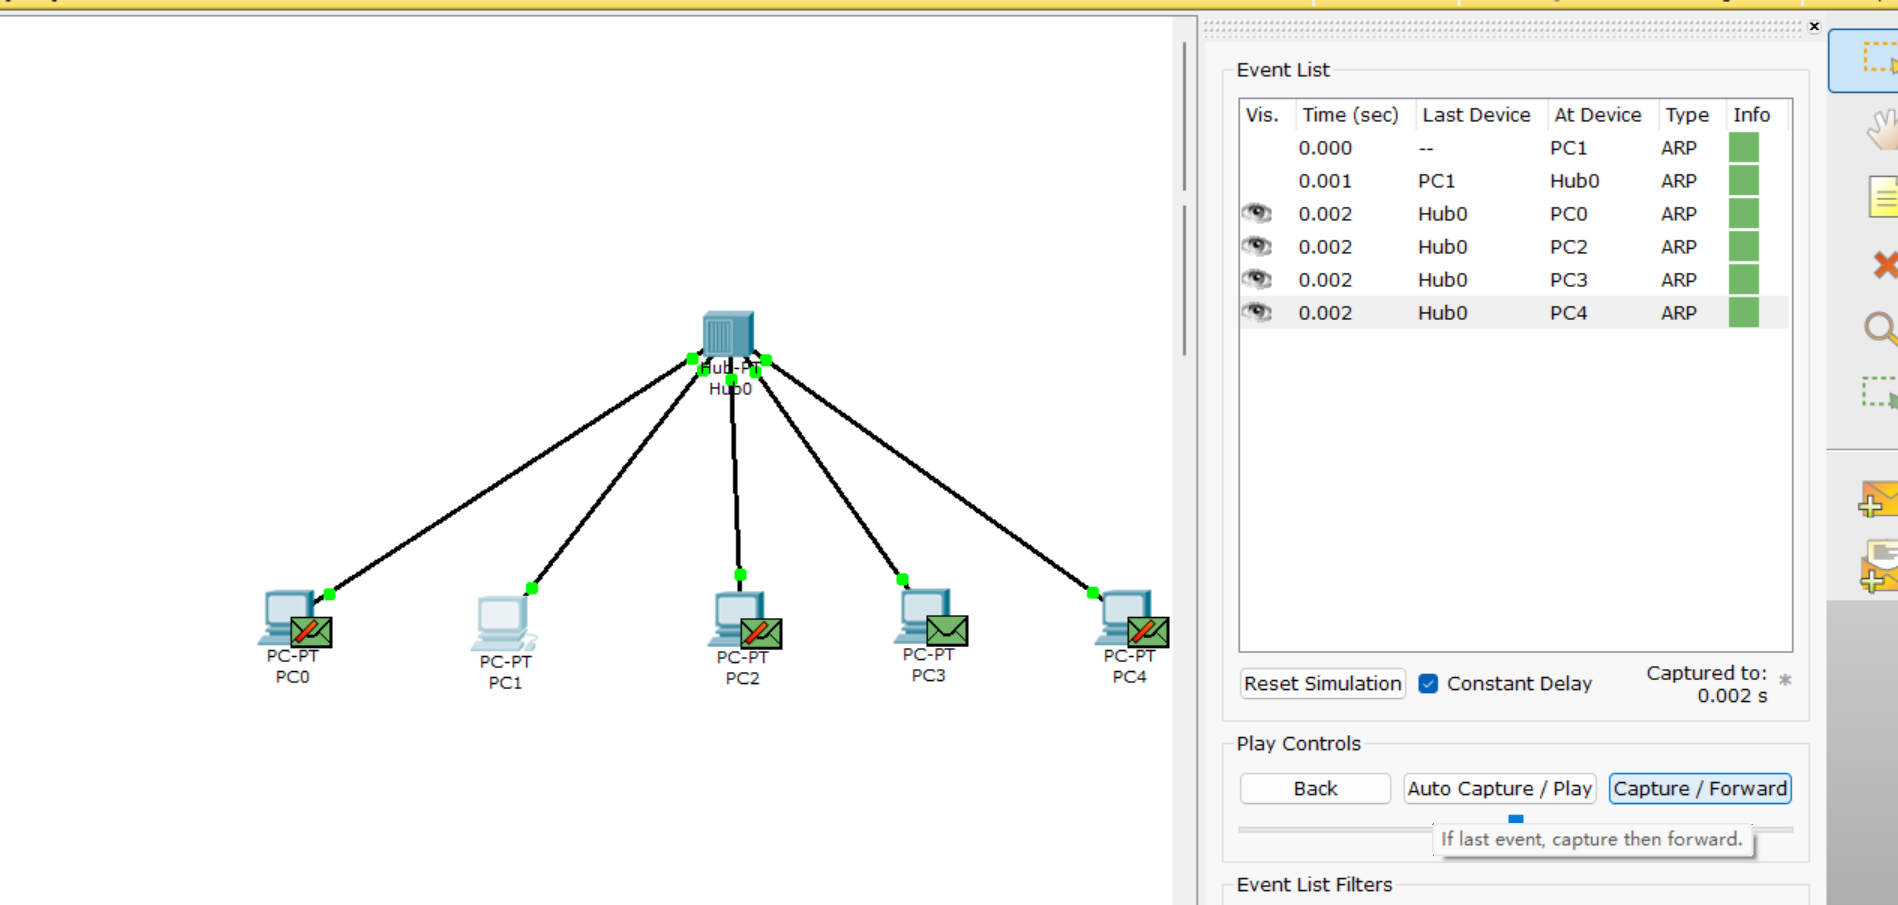 Event List
Vis. Time (sec) Last Device At Device Type Info
0.000 -- PC1 ARP
0.001 PC1 Hub0 ARP
0.002 Hub0 PC0 ARP
0.002 Hub0 PC2 ARP
0.002 Hub0 PC3 ARP
0.002 Hub0 PC4 ARP
Hub-PT
Hub0
PC-PT
PC0
PC-PT
PC1
PC-PT
PC2
PC-PT
PC3
PC-PT
PC4
Reset Simulation Constant Delay Captured to: *
0.002 s
Play Controls
Back Auto Capture / Play Capture / Forward
If last event, capture then forward.
Event List Filters